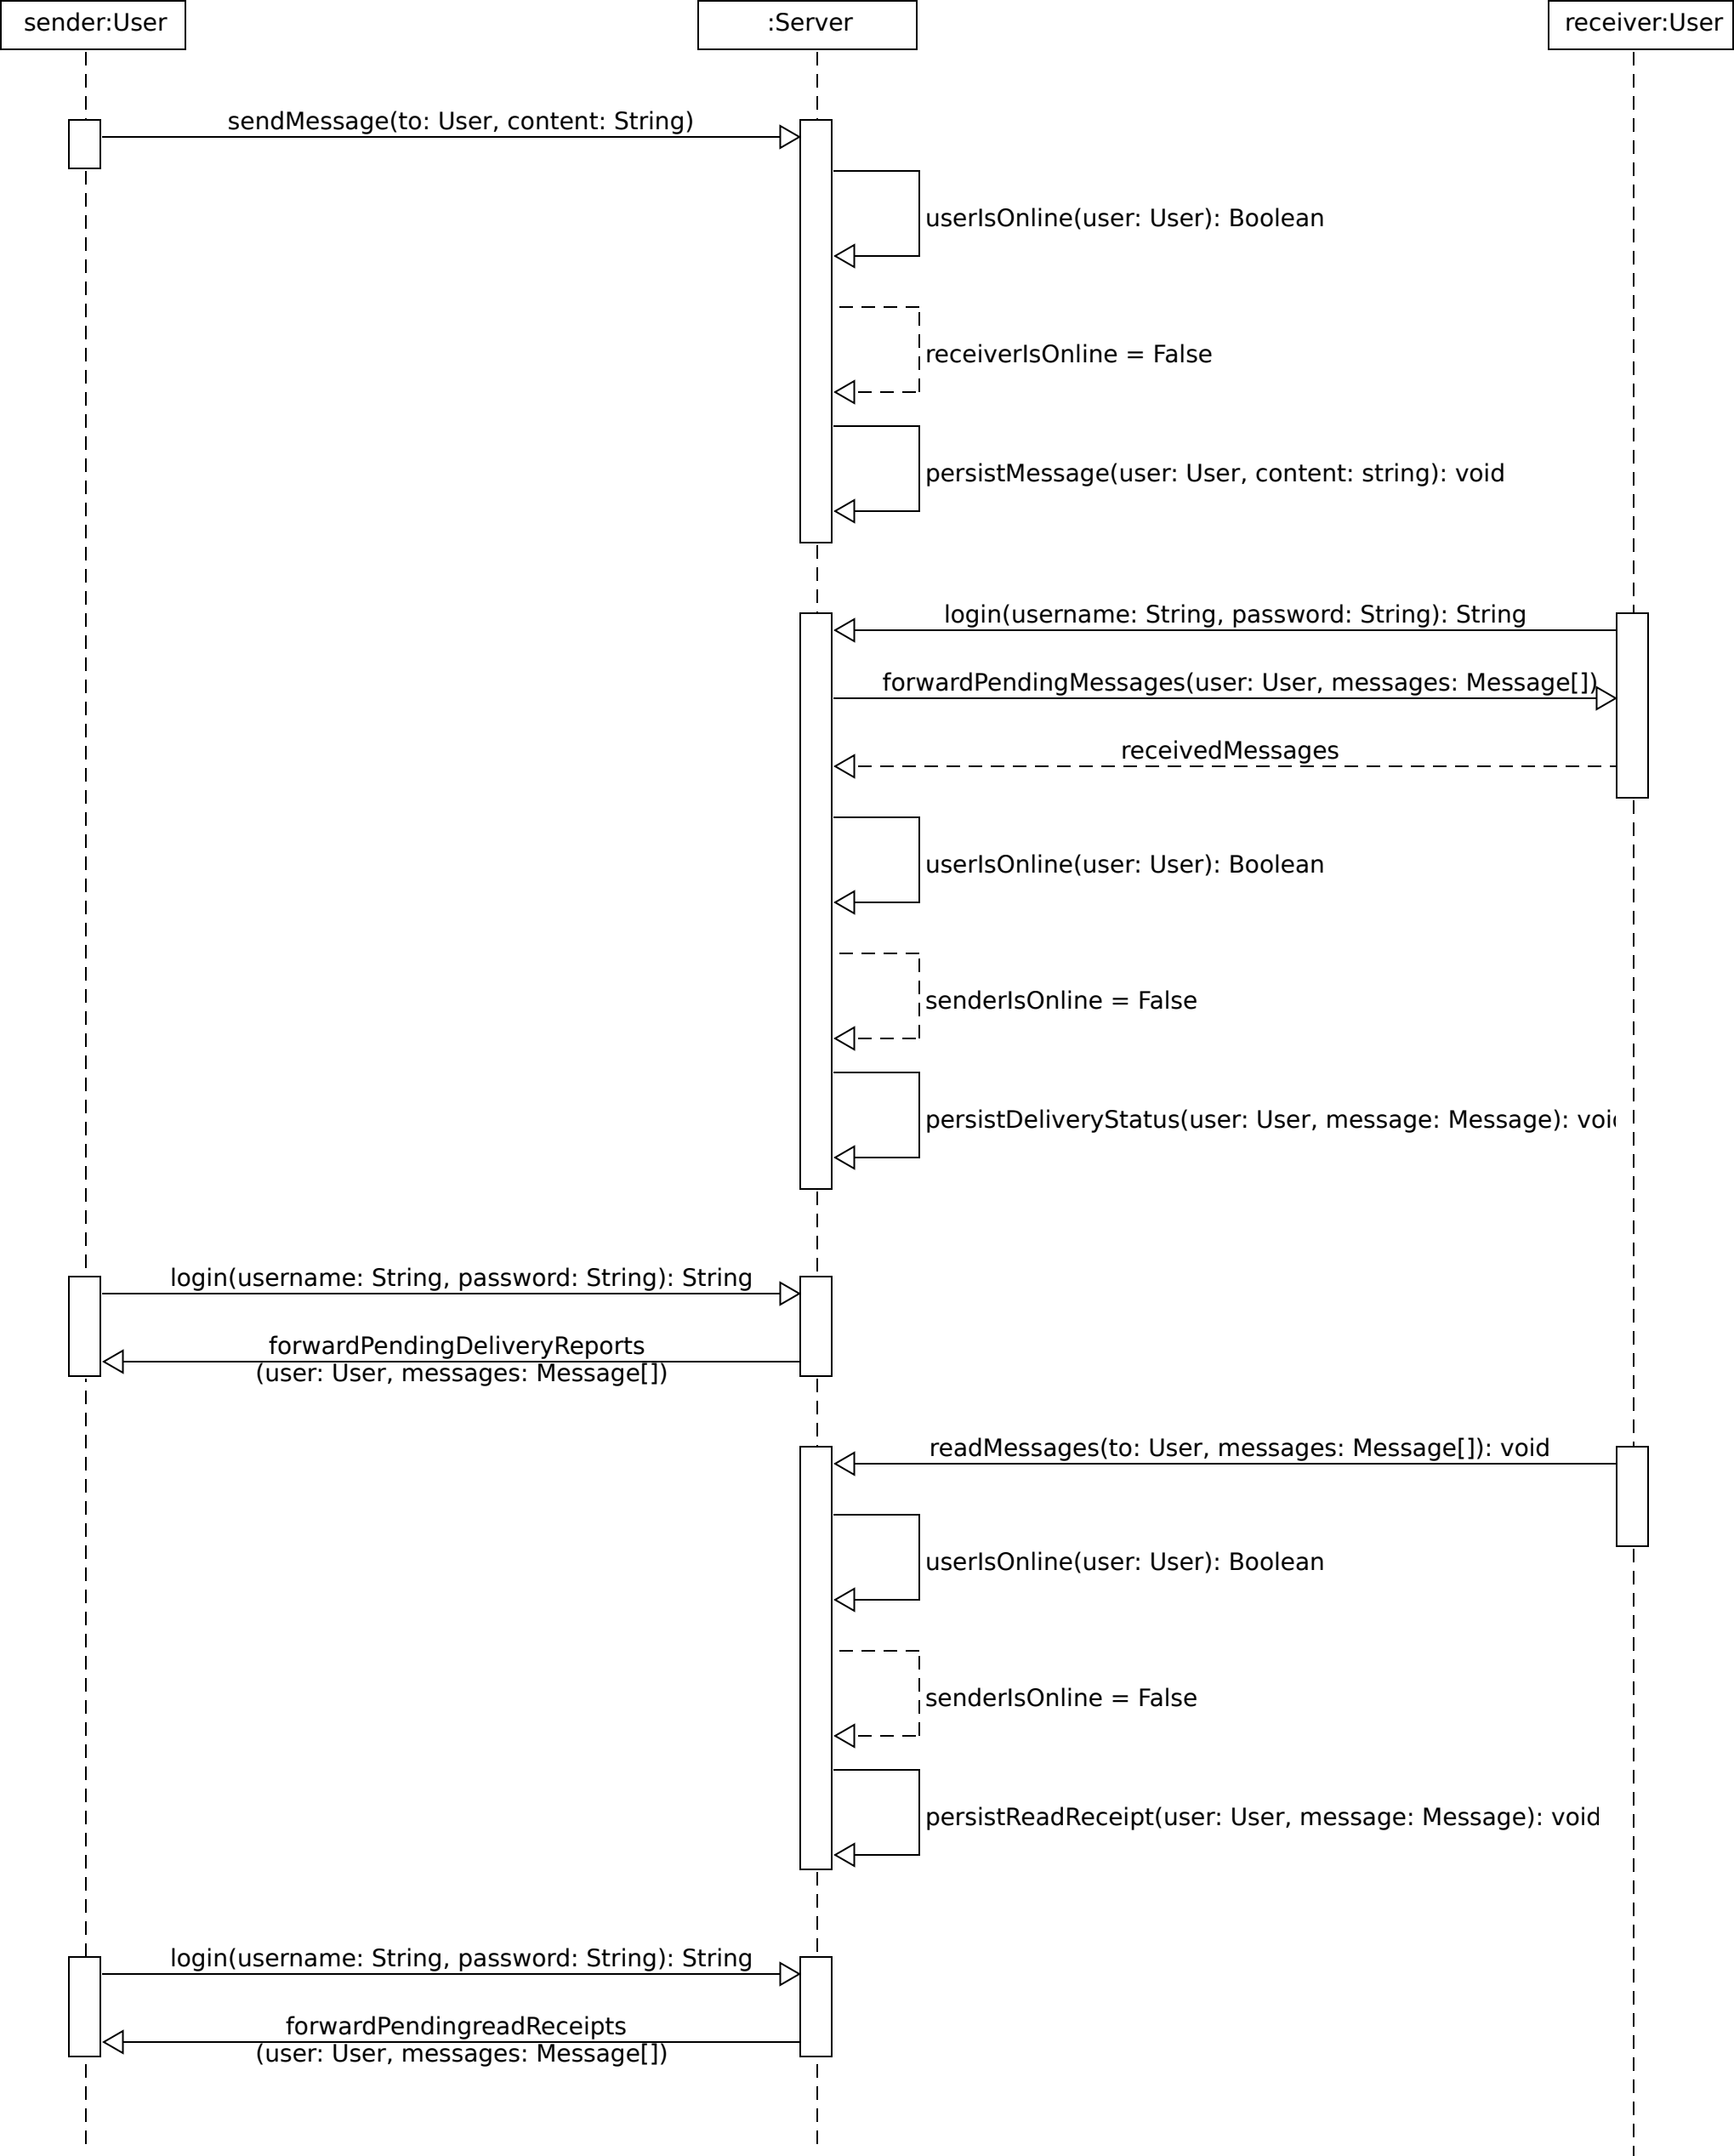 sender:User
:Server
receiver:User
sendMessage(to: User, content: String)
userIsOnline(user: User): Boolean
receiverIsOnline = False
persistMessage(user: User, content: string): void
login(username: String, password: String): String
forwardPendingMessages(user: User, messages: Message[])
receivedMessages
userIsOnline(user: User): Boolean
senderIsOnline = False
persistDeliveryStatus(user: User, message: Message): void
login(username: String, password: String): String
forwardPendingDeliveryReports
(user: User, messages: Message[])
readMessages(to: User, messages: Message[]): void
userIsOnline(user: User): Boolean
senderIsOnline = False
persistReadReceipt(user: User, message: Message): void
login(username: String, password: String): String
forwardPendingreadReceipts
(user: User, messages: Message[])